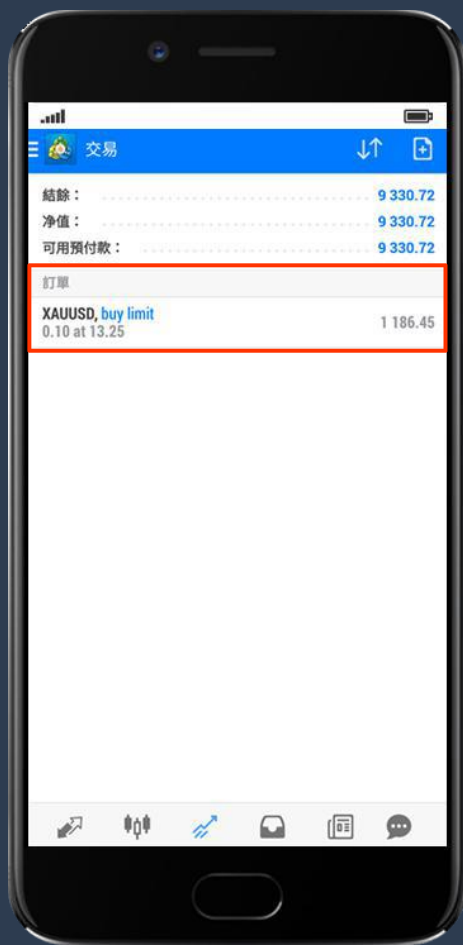 交易
結餘： 9 330.72
净值： 9 330.72
可用預付款： 9 330.72
訂單
XAUUSD, buy limit
0.10 at 13.25 1 186.45